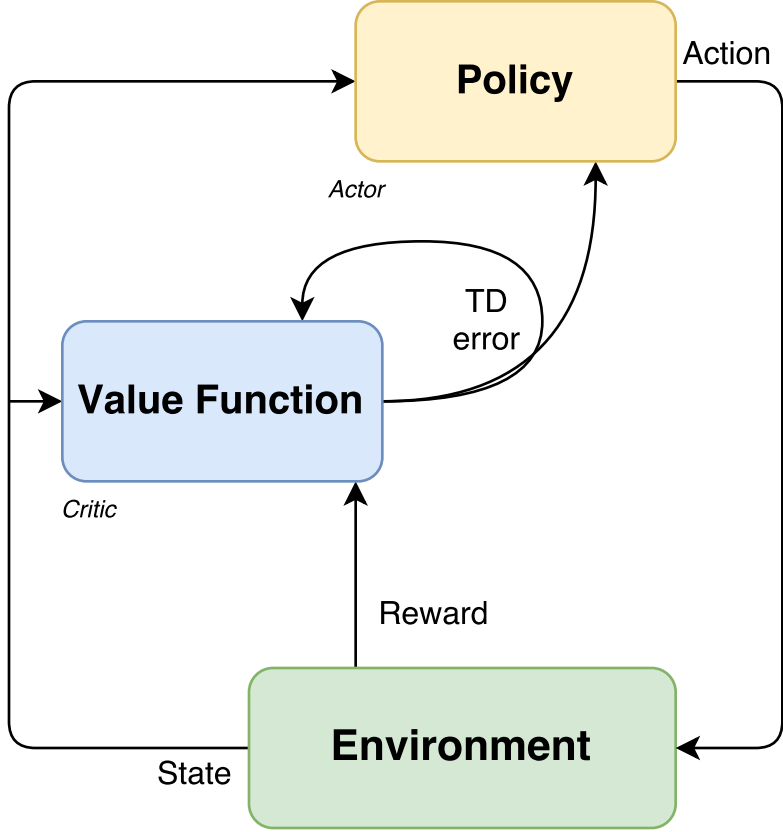 Action
Policy
Actor
TD
error
Value Function
Critic
Reward
Environment
State